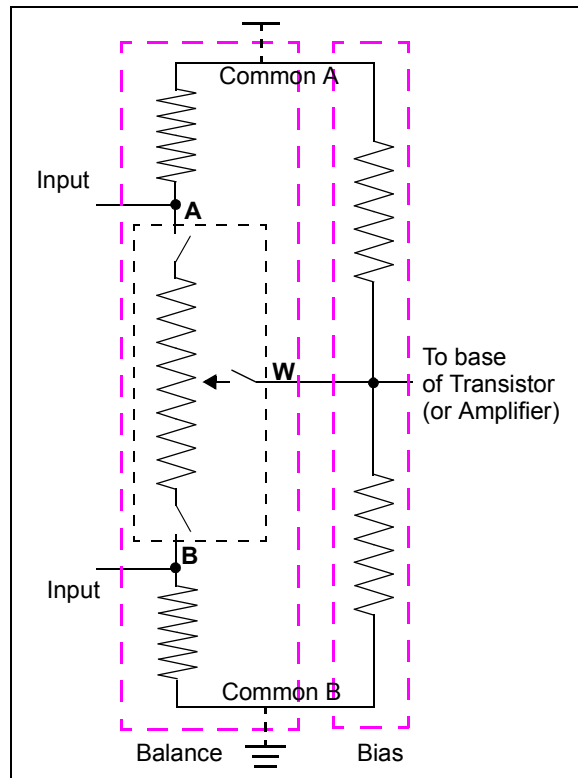 Common A
Input
A
W
To base
of Transistor
(or Amplifier)
B
Input
Common B
Balance
Bias